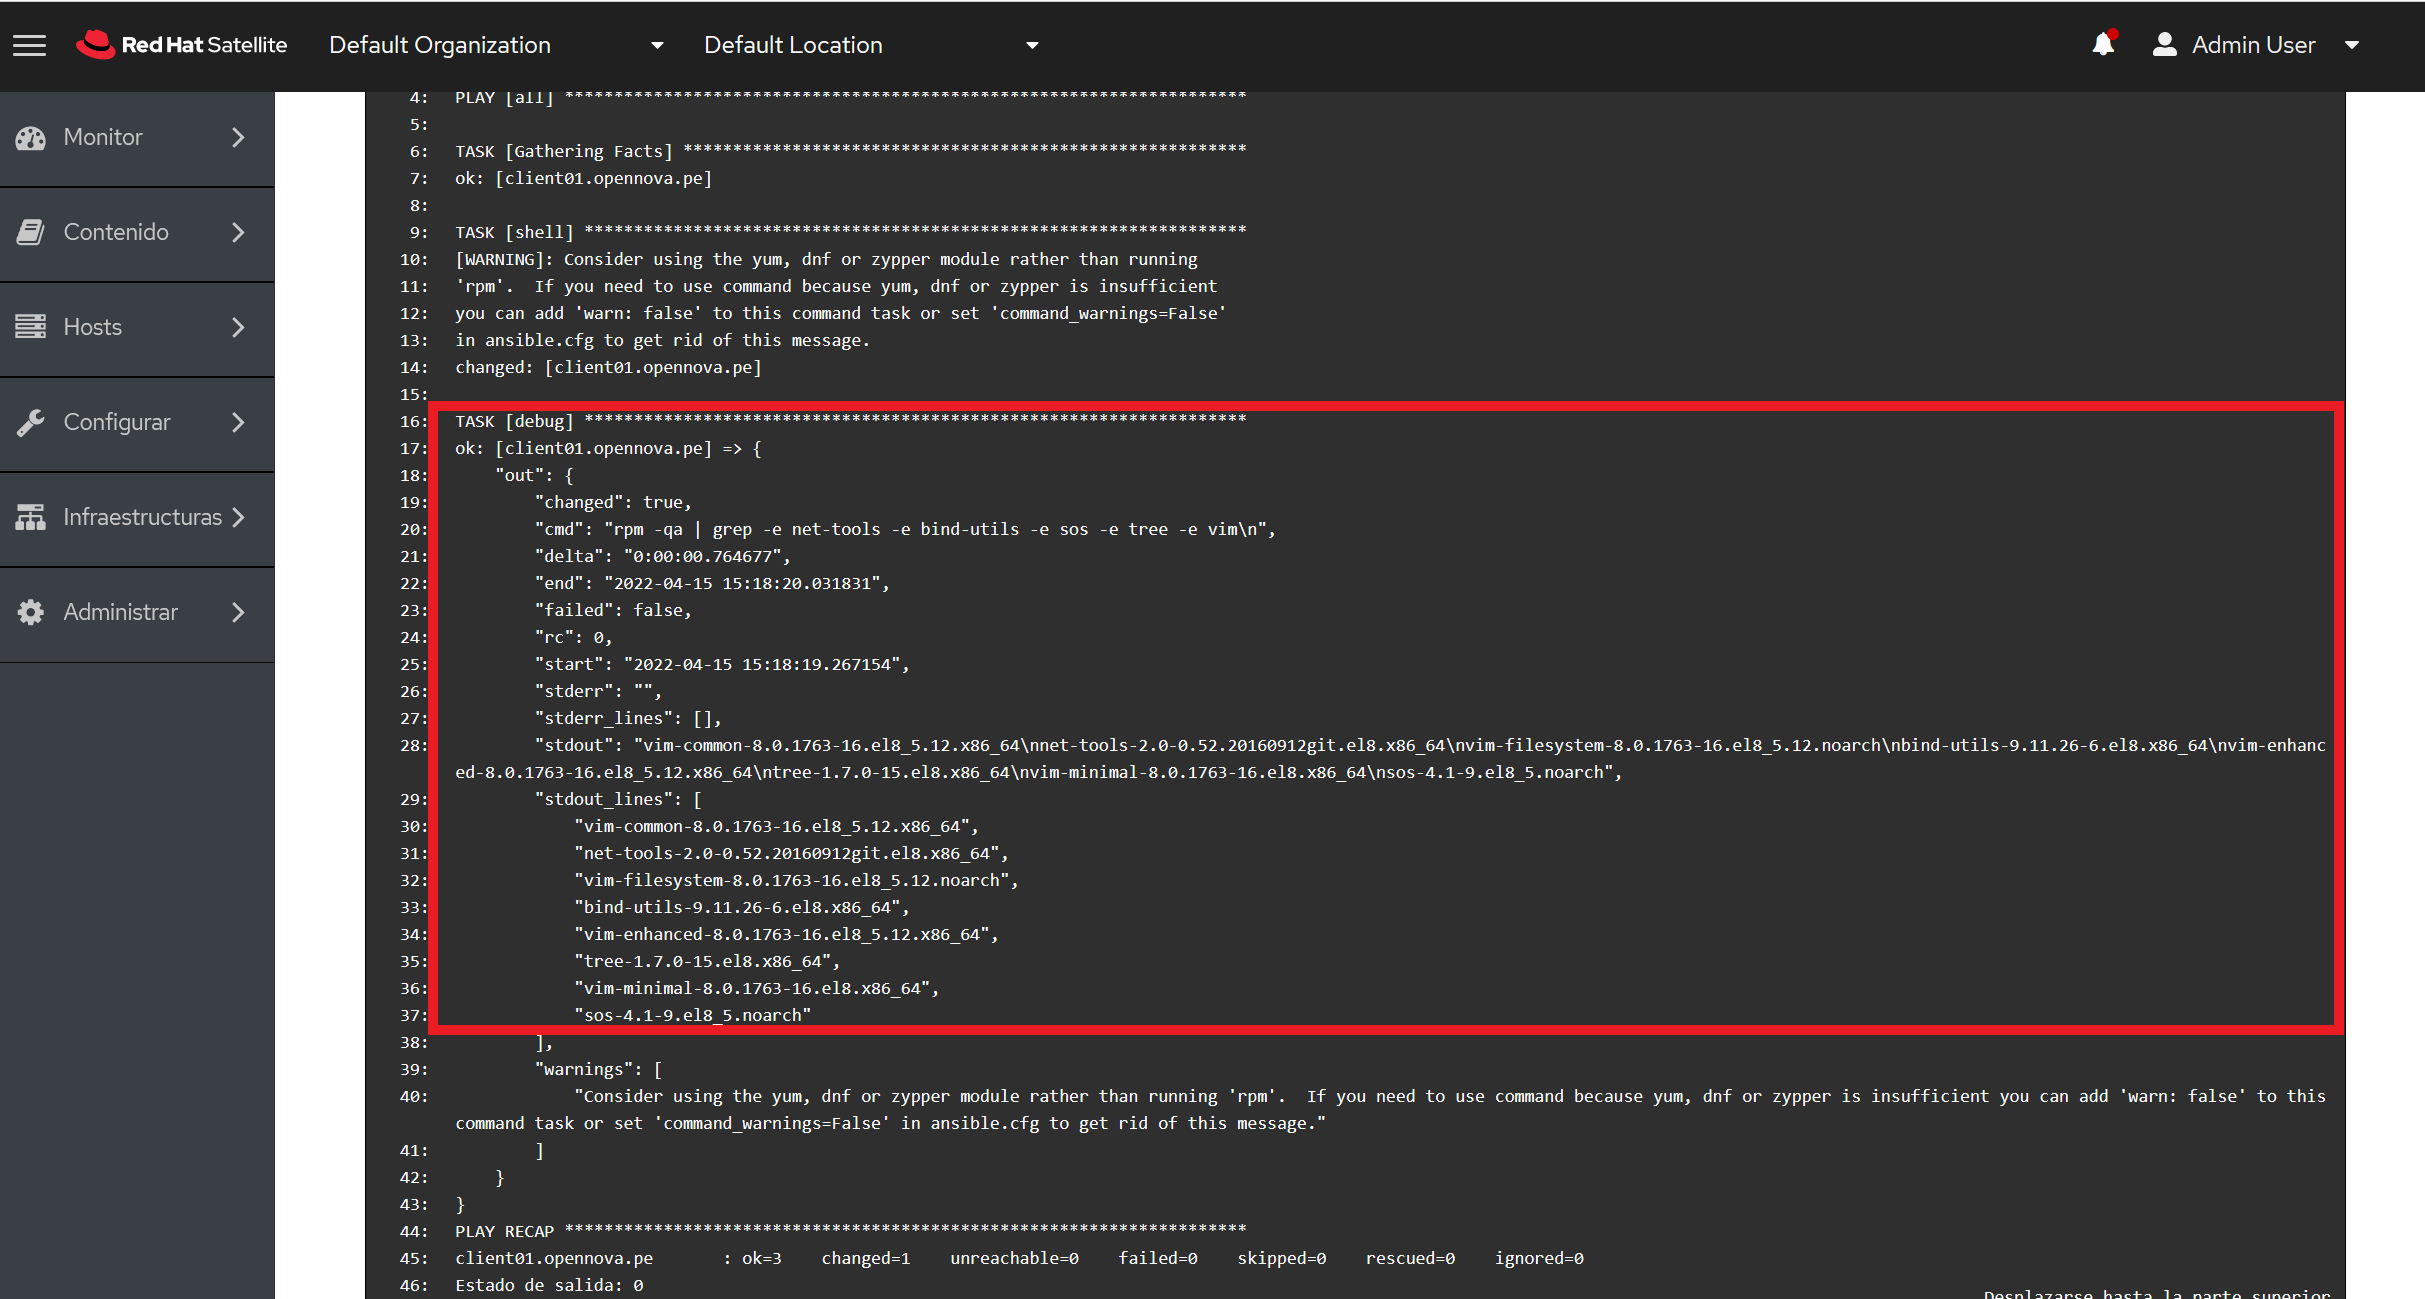 Red Hat Satellite Default Organization Default Location Admin User
Monitor
Contenido
Hosts
Configurar
Infraestructuras
Administrar
4: PLAY [all] *********************************************************************
5:
6: TASK [Gathering Facts] *********************************************************
7: ok: [client01.opennova.pe]
8:
9: TASK [shell] *******************************************************************
10: [WARNING]: Consider using the yum, dnf or zypper module rather than running
11: 'rpm'.  If you need to use command because yum, dnf or zypper is insufficient
12: you can add 'warn: false' to this command task or set 'command_warnings=False'
13: in ansible.cfg to get rid of this message.
14: changed: [client01.opennova.pe]
15:
16: TASK [debug] *******************************************************************
17: ok: [client01.opennova.pe] => {
18:     "out": {
19:         "changed": true,
20:         "cmd": "rpm -qa | grep -e net-tools -e bind-utils -e sos -e tree -e vim\n",
21:         "delta": "0:00:00.764677",
22:         "end": "2022-04-15 15:18:20.031831",
23:         "failed": false,
24:         "rc": 0,
25:         "start": "2022-04-15 15:18:19.267154",
26:         "stderr": "",
27:         "stderr_lines": [],
28:         "stdout": "vim-common-8.0.1763-16.el8_5.12.x86_64\nnet-tools-2.0-0.52.20160912git.el8.x86_64\nvim-filesystem-8.0.1763-16.el8_5.12.noarch\nbind-utils-9.11.26-6.el8.x86_64\nvim-enhanc
ed-8.0.1763-16.el8_5.12.x86_64\ntree-1.7.0-15.el8.x86_64\nvim-minimal-8.0.1763-16.el8.x86_64\nsos-4.1-9.el8_5.noarch",
29:         "stdout_lines": [
30:             "vim-common-8.0.1763-16.el8_5.12.x86_64",
31:             "net-tools-2.0-0.52.20160912git.el8.x86_64",
32:             "vim-filesystem-8.0.1763-16.el8_5.12.noarch",
33:             "bind-utils-9.11.26-6.el8.x86_64",
34:             "vim-enhanced-8.0.1763-16.el8_5.12.x86_64",
35:             "tree-1.7.0-15.el8.x86_64",
36:             "vim-minimal-8.0.1763-16.el8.x86_64",
37:             "sos-4.1-9.el8_5.noarch"
38:         ],
39:         "warnings": [
40:             "Consider using the yum, dnf or zypper module rather than running 'rpm'.  If you need to use command because yum, dnf or zypper is insufficient you can add 'warn: false' to this
command task or set 'command_warnings=False' in ansible.cfg to get rid of this message."
41:         ]
42:     }
43: }
44: PLAY RECAP *********************************************************************
45: client01.opennova.pe       : ok=3    changed=1    unreachable=0    failed=0    skipped=0    rescued=0    ignored=0
46: Estado de salida: 0
Desplazarse hasta la parte superior